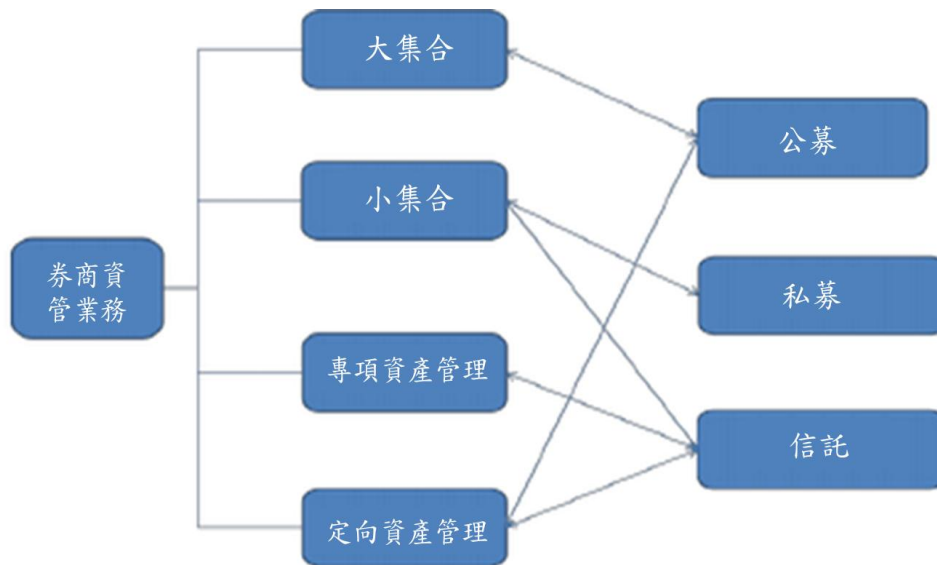 大集合
公募
小集合
券商資
管業務
私募
專項資產管理
信託
定向資產管理